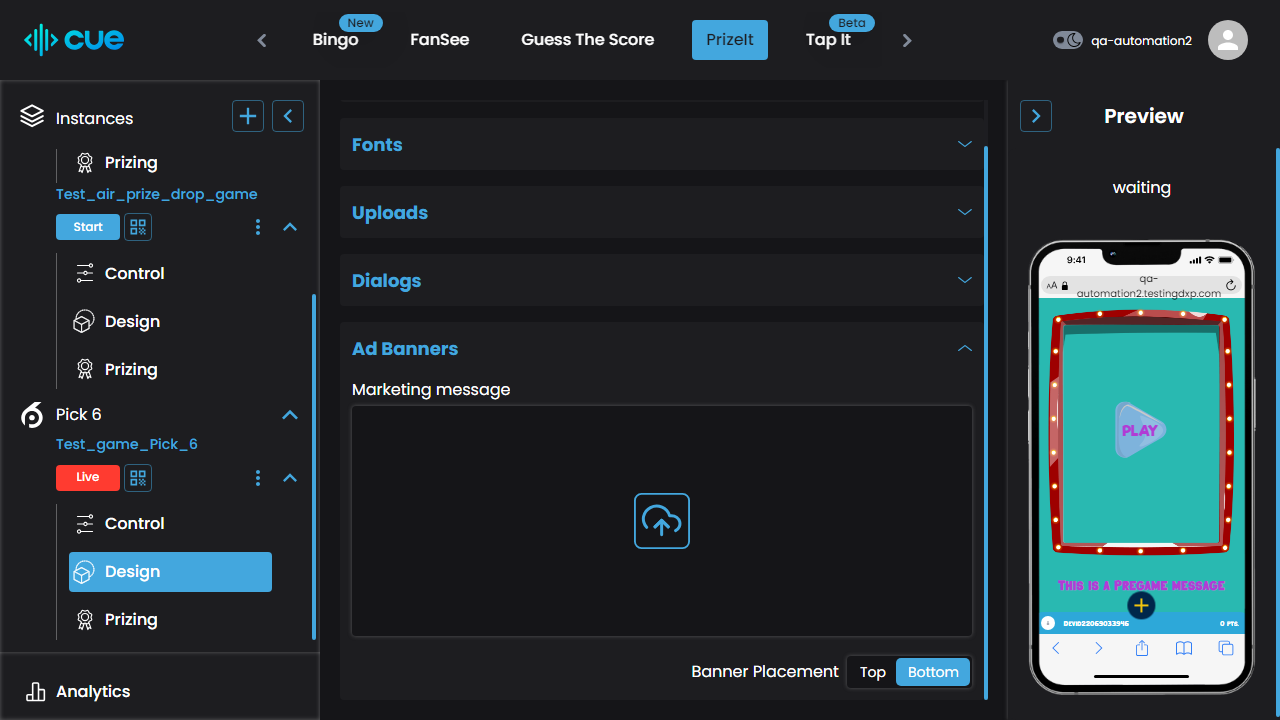 cue
Bingo
New
FanSee
Guess The Score
PrizeIt
Tap It
Beta
qa-automation2
Instances
Prizing
Test_air_prize_drop_game
Start
Control
Design
Prizing
Pick 6
Test_game_Pick_6
Live
Control
Design
Prizing
Analytics
Fonts
Uploads
Dialogs
Ad Banners
Marketing message
Banner Placement
Top
Bottom
Preview
waiting
9:41
AA
qa-
automation2.testingdxp.com
PLAY
This is a Pregame Message
DEVID22069033946
0 PTS.